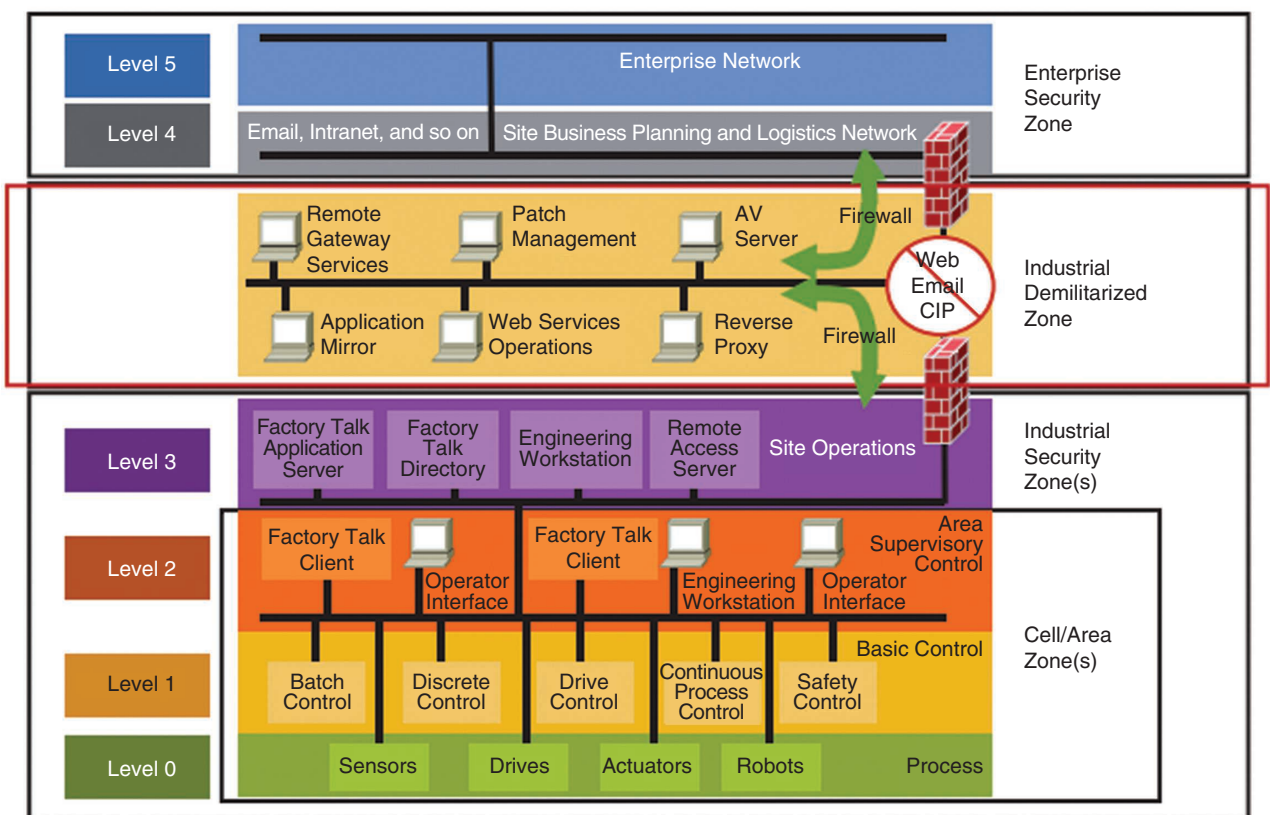 Level 5
Enterprise Network
Enterprise
Security
Zone
Level 4
Email, Intranet, and so on
Site Business Planning and Logistics Network
Remote
Gateway
Services
Patch
Management
AV
Server
Firewall
Web
Email
CIP
Industrial
Demilitarized
Zone
Application
Mirror
Web Services
Operations
Reverse
Proxy
Firewall
Level 3
Factory Talk
Application
Server
Factory
Talk
Directory
Engineering
Workstation
Remote
Access
Server
Site Operations
Industrial
Security
Zone(s)
Level 2
Factory Talk
Client
Operator
Interface
Factory Talk
Client
Engineering
Workstation
Operator
Interface
Area
Supervisory
Control
Cell/Area
Zone(s)
Level 1
Basic Control
Batch
Control
Discrete
Control
Drive
Control
Continuous
Process
Control
Safety
Control
Level 0
Sensors
Drives
Actuators
Robots
Process